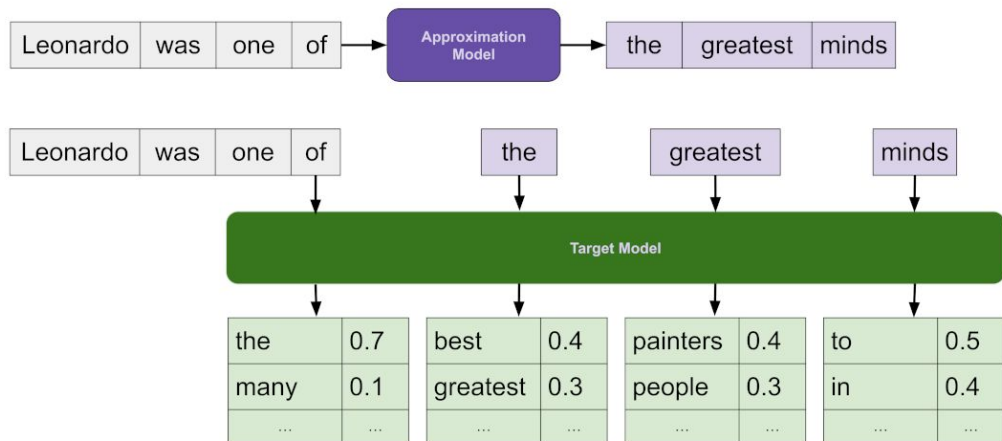 Leonardo was one of Approximation Model the greatest minds
Leonardo was one of the greatest minds
Target Model
the 0.7 best 0.4 painters 0.4 to 0.5
many 0.1 greatest 0.3 people 0.3 in 0.4
... ... ... ... ... ... ... ...